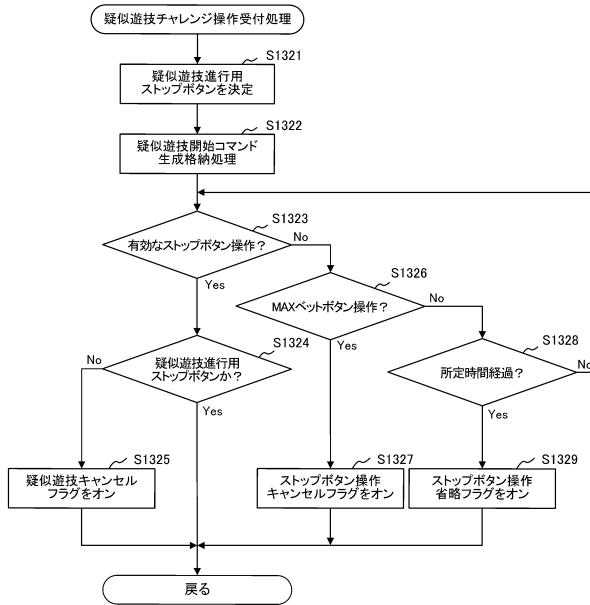 疑似遊技チャレンジ操作受付処理
S1321
疑似遊技進行用
ストップボタンを決定
S1322
疑似遊技開始コマンド
生成格納処理
S1323
有効なストップボタン操作？
No
Yes
S1326
MAXベットボタン操作？
No
Yes
S1324
疑似遊技進行用
ストップボタンか？
No
Yes
S1328
所定時間経過？
No
Yes
S1325
疑似遊技キャンセル
フラグをオン
S1327
ストップボタン操作
キャンセルフラグをオン
S1329
ストップボタン操作
省略フラグをオン
戻る